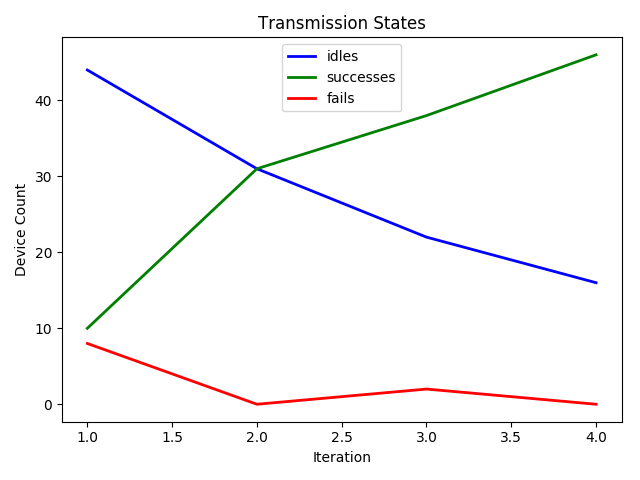 Transmission States
idles
successes
fails
Device Count
40
30
20
10
0
1.0 1.5 2.0 2.5 3.0 3.5 4.0
Iteration